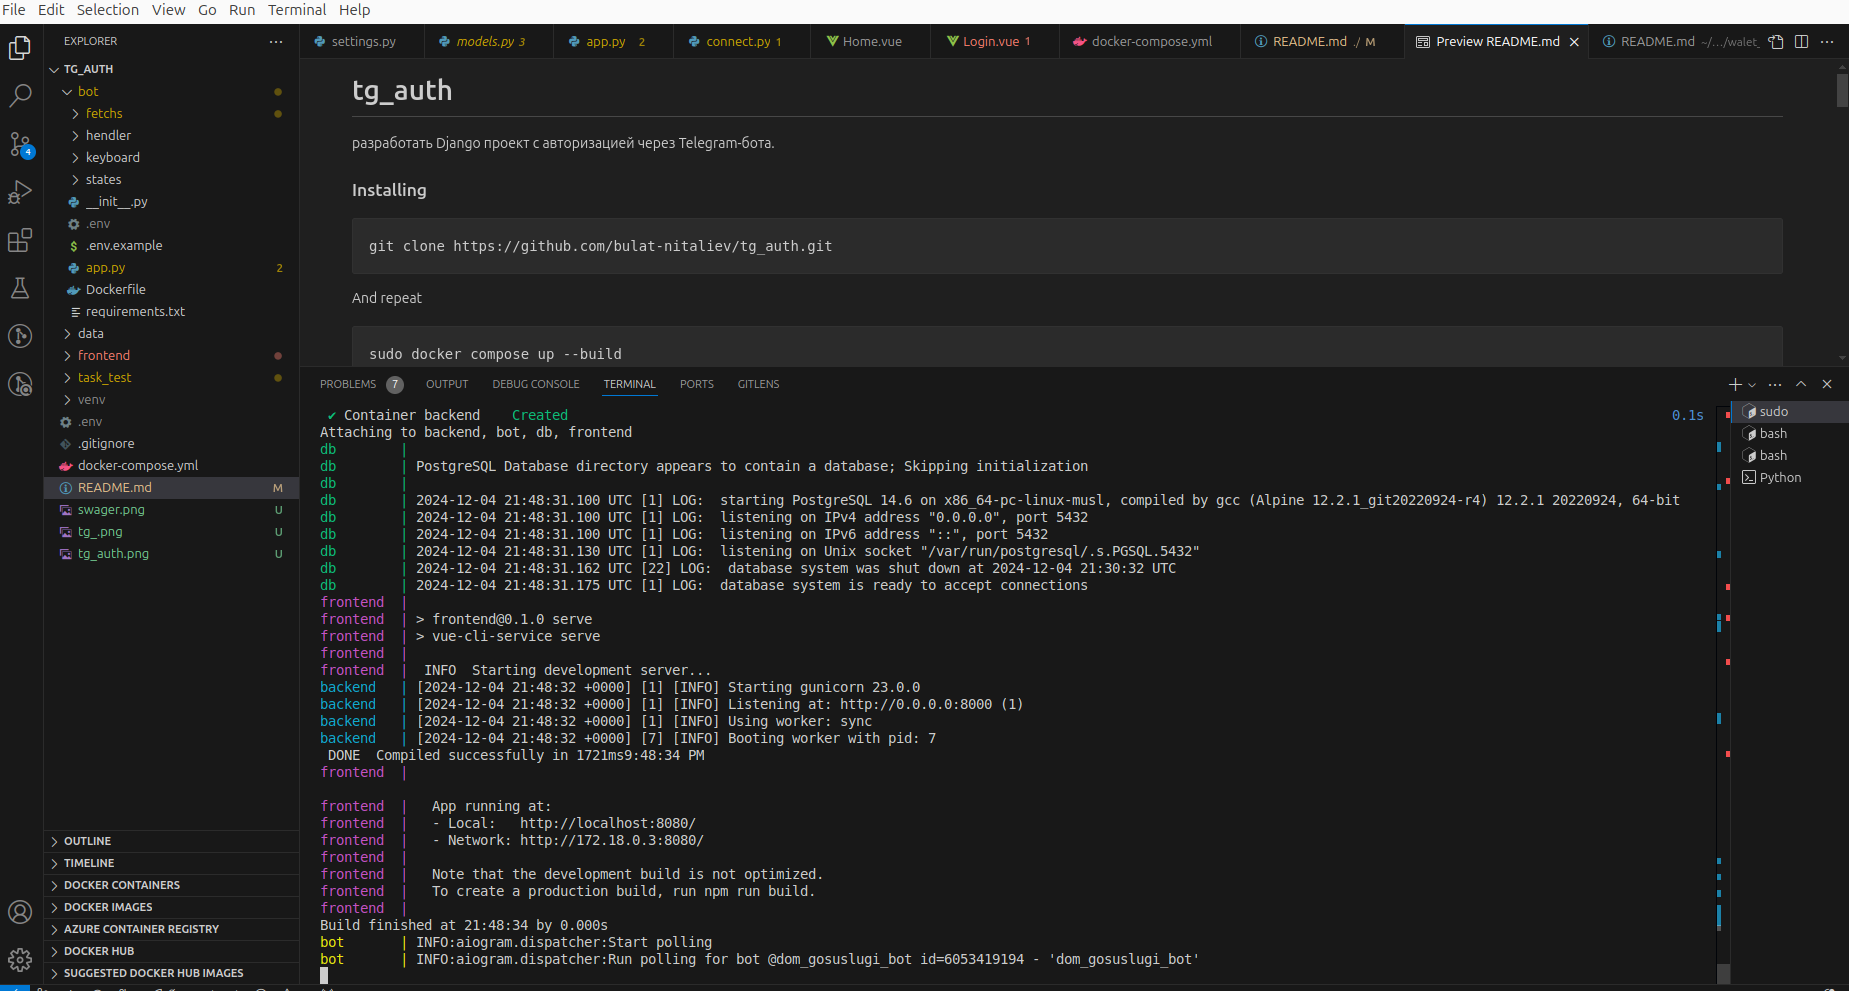 File Edit Selection View Go Run Terminal Help
EXPLORER
settings.py
models.py 3
app.py 2
connect.py 1
Home.vue
Login.vue 1
docker-compose.yml
README.md ./ M
Preview README.md
README.md ~/.../walet_
TG_AUTH
bot
fetchs
hendler
keyboard
states
__init__.py
.env
.env.example
app.py 2
Dockerfile
requirements.txt
data
frontend
task_test
venv
.env
.gitignore
docker-compose.yml
README.md M
swager.png U
tg_.png U
tg_auth.png U
OUTLINE
TIMELINE
DOCKER CONTAINERS
DOCKER IMAGES
AZURE CONTAINER REGISTRY
DOCKER HUB
SUGGESTED DOCKER HUB IMAGES
4
tg_auth
разработать Django проект с авторизацией через Telegram-бота.
Installing
git clone https://github.com/bulat-nitaliev/tg_auth.git
And repeat
sudo docker compose up --build
PROBLEMS 7 OUTPUT DEBUG CONSOLE TERMINAL PORTS GITLENS
✔ Container backend Created 0.1s
Attaching to backend, bot, db, frontend
db |
db | PostgreSQL Database directory appears to contain a database; Skipping initialization
db |
db | 2024-12-04 21:48:31.100 UTC [1] LOG: starting PostgreSQL 14.6 on x86_64-pc-linux-musl, compiled by gcc (Alpine 12.2.1_git20220924-r4) 12.2.1 20220924, 64-bit
db | 2024-12-04 21:48:31.100 UTC [1] LOG: listening on IPv4 address "0.0.0.0", port 5432
db | 2024-12-04 21:48:31.100 UTC [1] LOG: listening on IPv6 address "::", port 5432
db | 2024-12-04 21:48:31.130 UTC [1] LOG: listening on Unix socket "/var/run/postgresql/.s.PGSQL.5432"
db | 2024-12-04 21:48:31.162 UTC [22] LOG: database system was shut down at 2024-12-04 21:30:32 UTC
db | 2024-12-04 21:48:31.175 UTC [1] LOG: database system is ready to accept connections
frontend |
frontend | > frontend@0.1.0 serve
frontend | > vue-cli-service serve
frontend |
frontend | INFO Starting development server...
backend | [2024-12-04 21:48:32 +0000] [1] [INFO] Starting gunicorn 23.0.0
backend | [2024-12-04 21:48:32 +0000] [1] [INFO] Listening at: http://0.0.0.0:8000 (1)
backend | [2024-12-04 21:48:32 +0000] [1] [INFO] Using worker: sync
backend | [2024-12-04 21:48:32 +0000] [7] [INFO] Booting worker with pid: 7
DONE Compiled successfully in 1721ms9:48:34 PM
frontend |
frontend | App running at:
frontend | - Local: http://localhost:8080/
frontend | - Network: http://172.18.0.3:8080/
frontend |
frontend | Note that the development build is not optimized.
frontend | To create a production build, run npm run build.
frontend |
Build finished at 21:48:34 by 0.000s
bot | INFO:aiogram.dispatcher:Start polling
bot | INFO:aiogram.dispatcher:Run polling for bot @dom_gosuslugi_bot id=6053419194 - 'dom_gosuslugi_bot'
sudo
bash
bash
Python